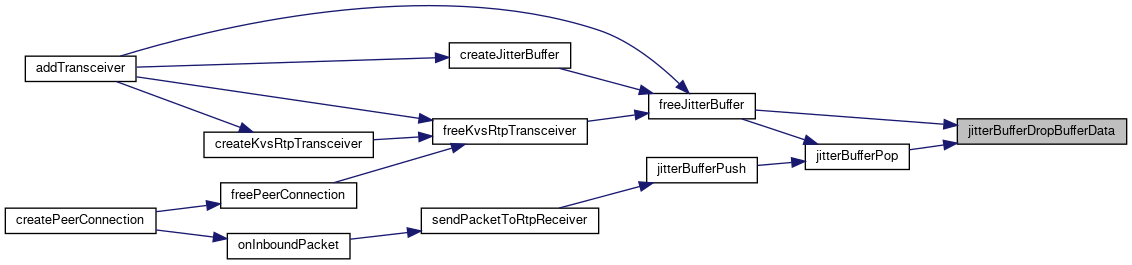 addTransceiver
createJitterBuffer
freeJitterBuffer
jitterBufferDropBufferData
freeKvsRtpTransceiver
createKvsRtpTransceiver
jitterBufferPop
jitterBufferPush
freePeerConnection
createPeerConnection
sendPacketToRtpReceiver
onInboundPacket